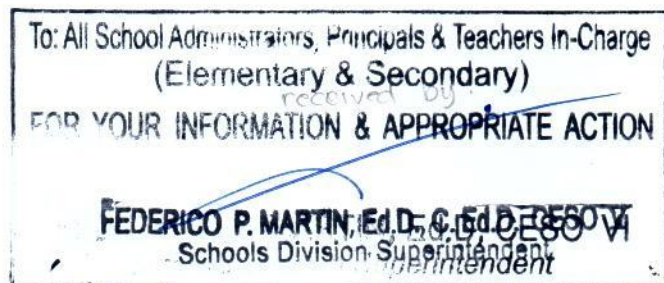 To: All School Administrators, Principals & Teachers In-Charge
(Elementary & Secondary)
received by
FOR YOUR INFORMATION & APPROPRIATE ACTION
FEDERICO P. MARTIN, Ed.D., CESO VI
Schools Division Superintendent